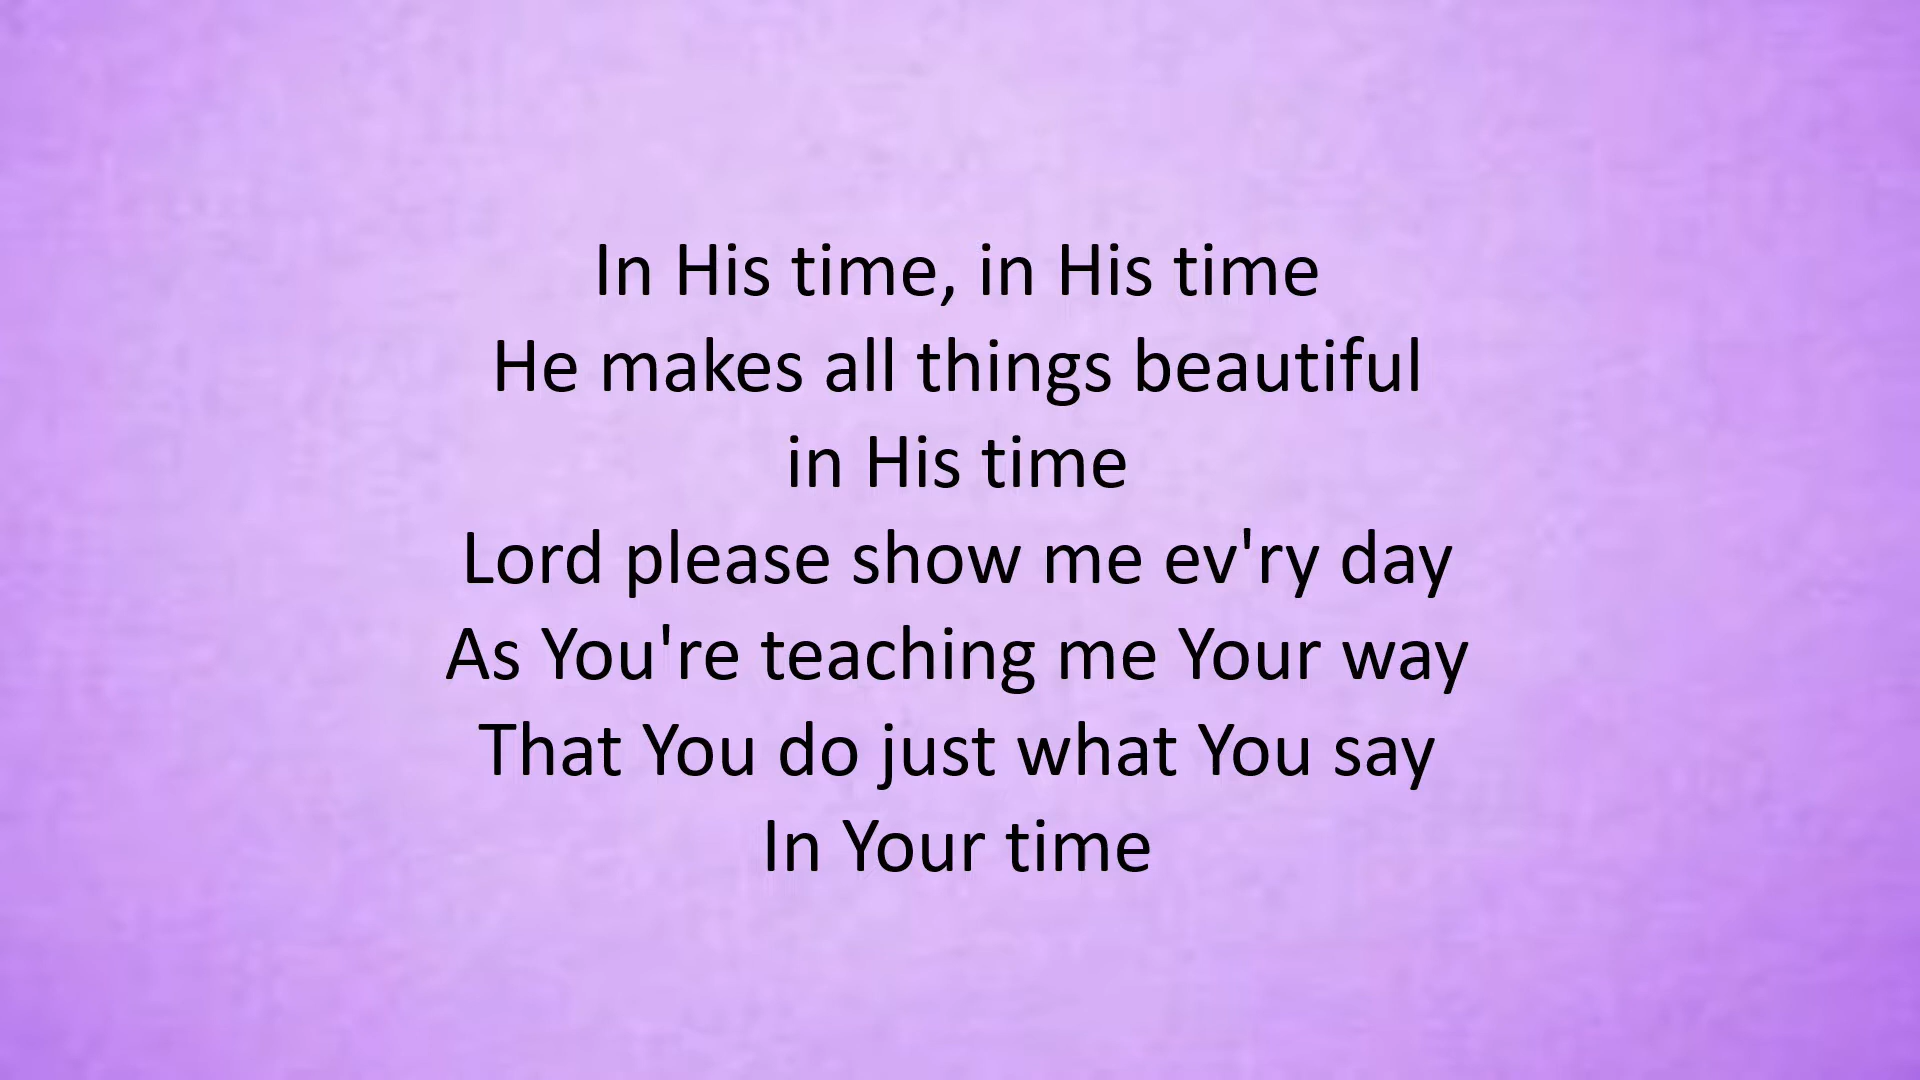 In His time, in His time
He makes all things beautiful
in His time
Lord please show me ev'ry day
As You're teaching me Your way
That You do just what You say
In Your time